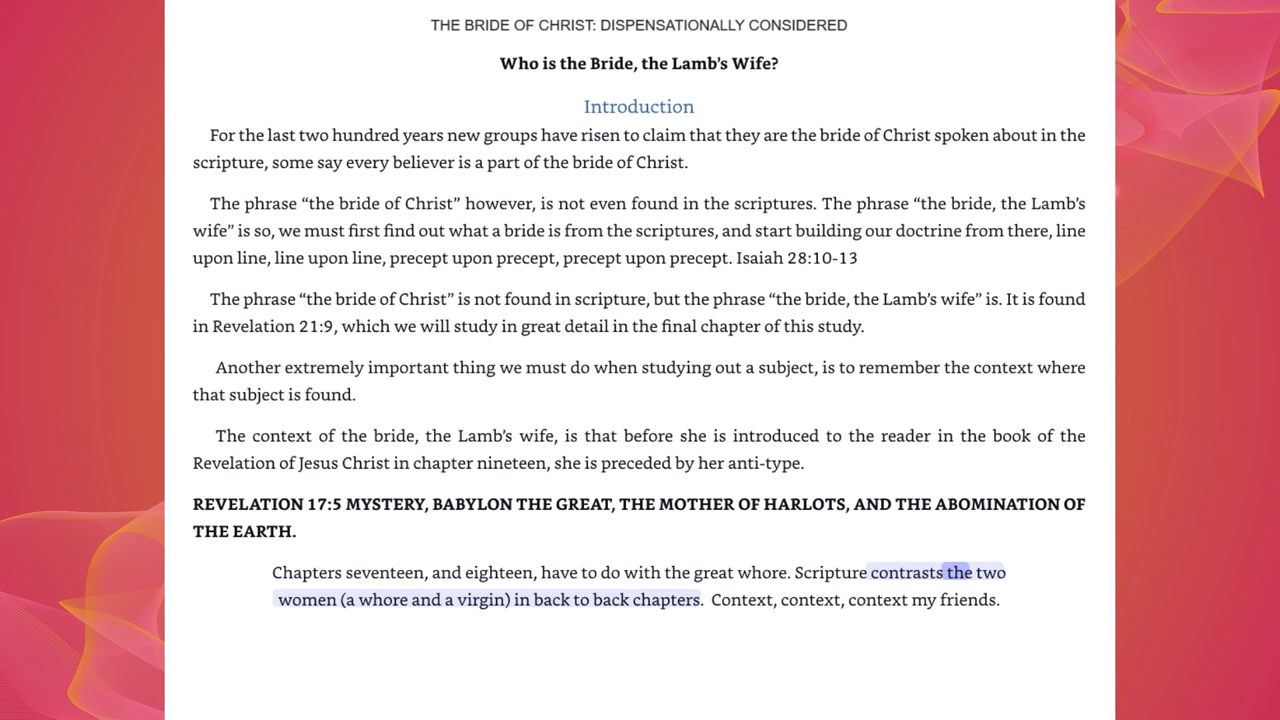 THE BRIDE OF CHRIST: DISPENSATIONALLY CONSIDERED
Who is the Bride, the Lamb’s Wife?
Introduction
For the last two hundred years new groups have risen to claim that they are the bride of Christ spoken about in the
scripture, some say every believer is a part of the bride of Christ.
The phrase “the bride of Christ” however, is not even found in the scriptures. The phrase “the bride, the Lamb’s
wife” is so, we must first find out what a bride is from the scriptures, and start building our doctrine from there, line
upon line, line upon line, precept upon precept, precept upon precept. Isaiah 28:10-13
The phrase “the bride of Christ” is not found in scripture, but the phrase “the bride, the Lamb’s wife” is. It is found
in Revelation 21:9, which we will study in great detail in the final chapter of this study.
Another extremely important thing we must do when studying out a subject, is to remember the context where
that subject is found.
The context of the bride, the Lamb’s wife, is that before she is introduced to the reader in the book of the
Revelation of Jesus Christ in chapter nineteen, she is preceded by her anti-type.
REVELATION 17:5 MYSTERY, BABYLON THE GREAT, THE MOTHER OF HARLOTS, AND THE ABOMINATION OF
THE EARTH.
Chapters seventeen, and eighteen, have to do with the great whore. Scripture contrasts the two
women (a whore and a virgin) in back to back chapters. Context, context, context my friends.